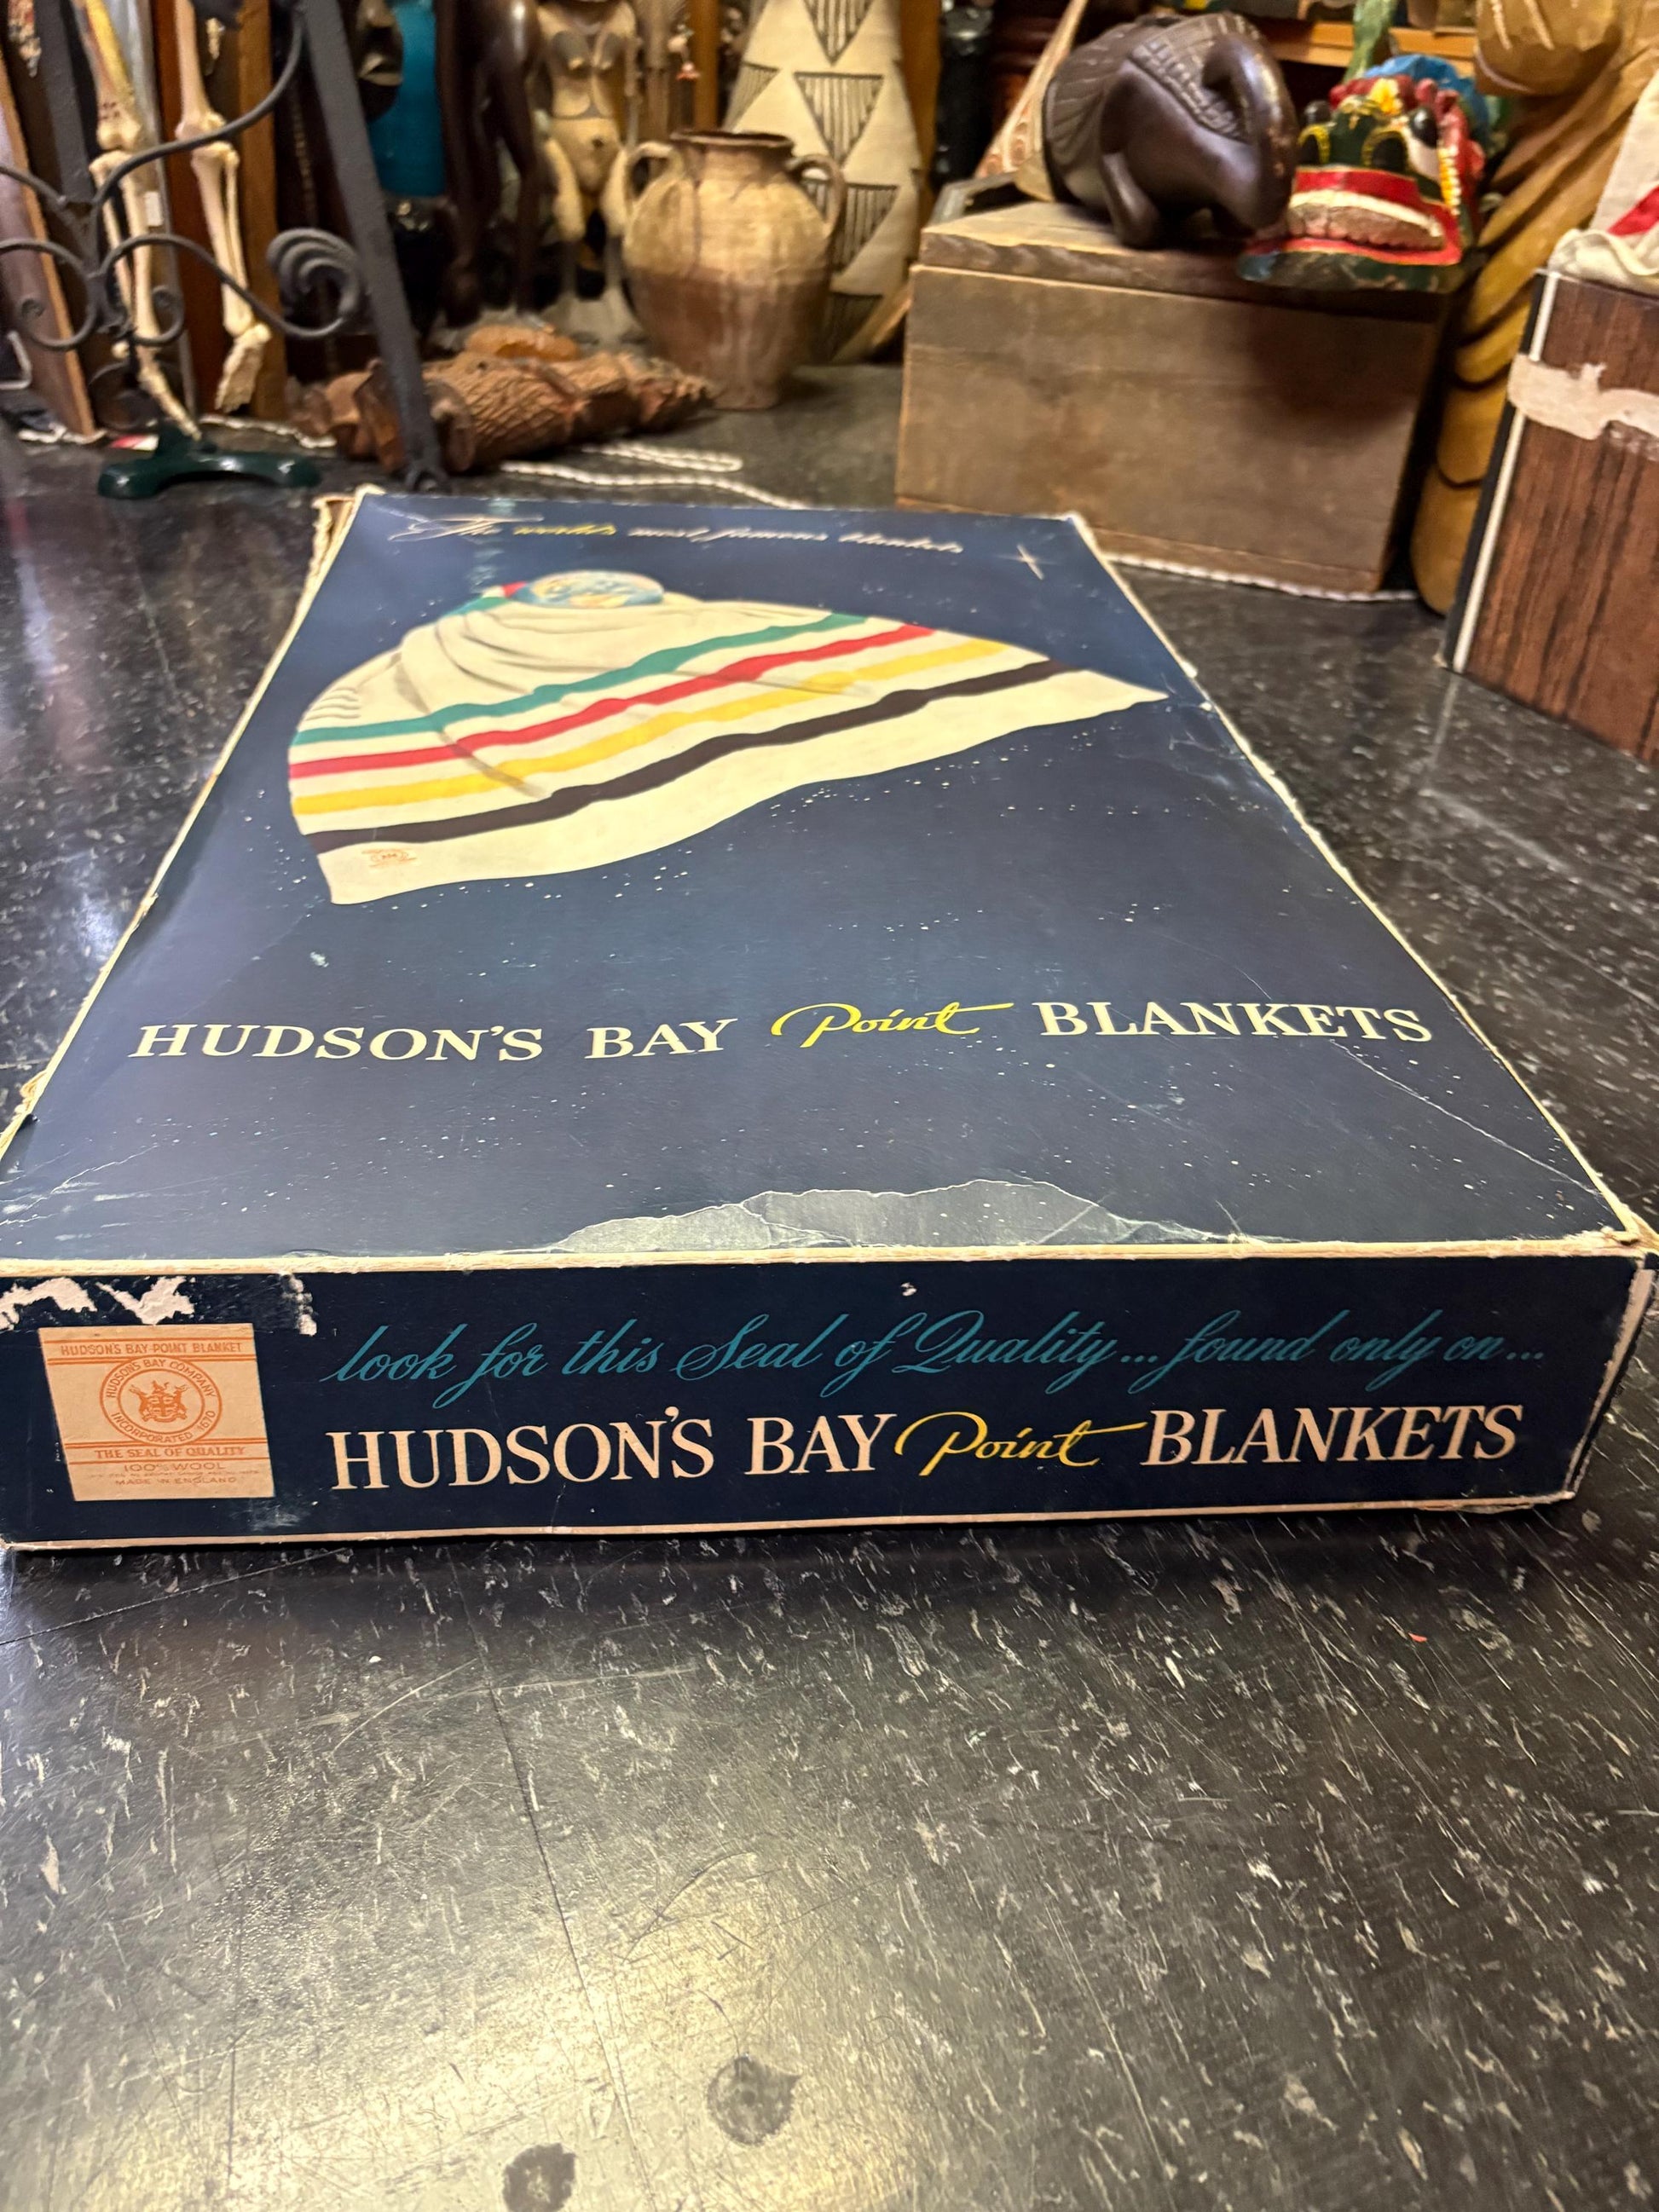 The world's most famous blankets
HUDSON'S BAY Point BLANKETS
HUDSON'S BAY POINT BLANKET
HUDSON'S BAY COMPANY
INCORPORATED 1670
THE SEAL OF QUALITY
100% WOOL
MADE IN ENGLAND
look for this Seal of Quality... found only on...
HUDSON'S BAY Point BLANKETS